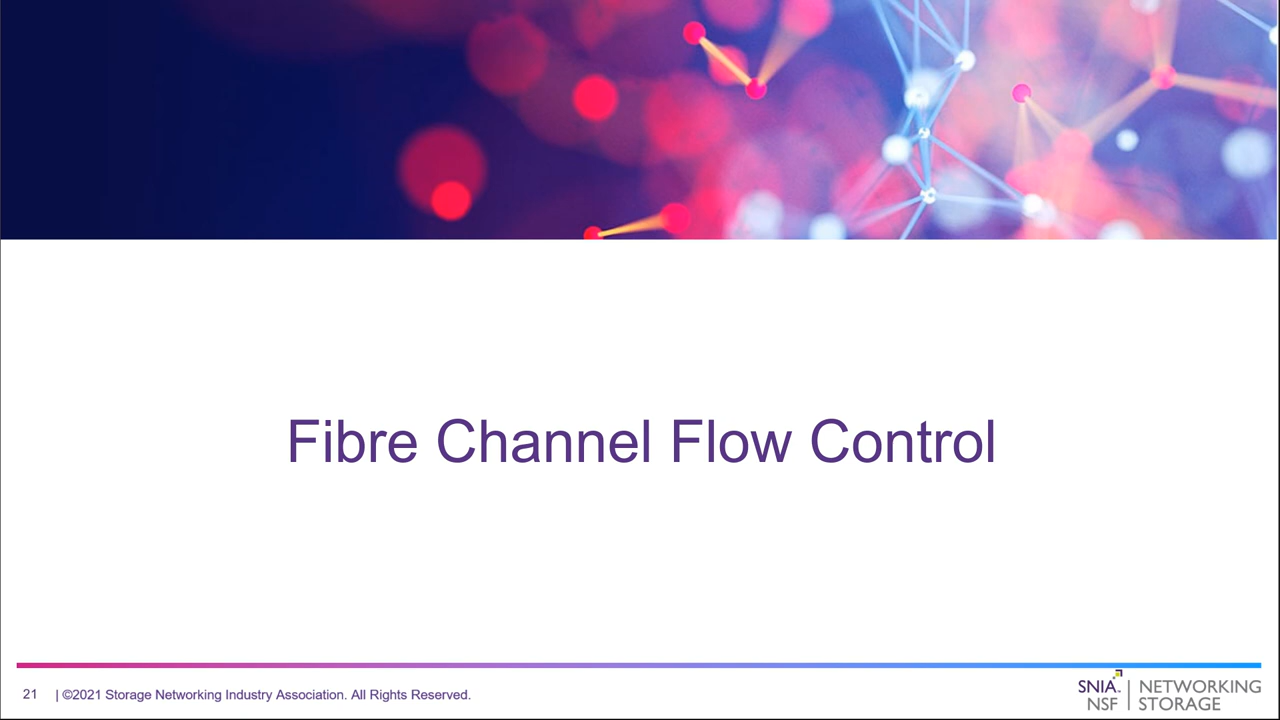 Fibre Channel Flow Control
21 | ©2021 Storage Networking Industry Association. All Rights Reserved.
SNIA. | NETWORKING
NSF | STORAGE